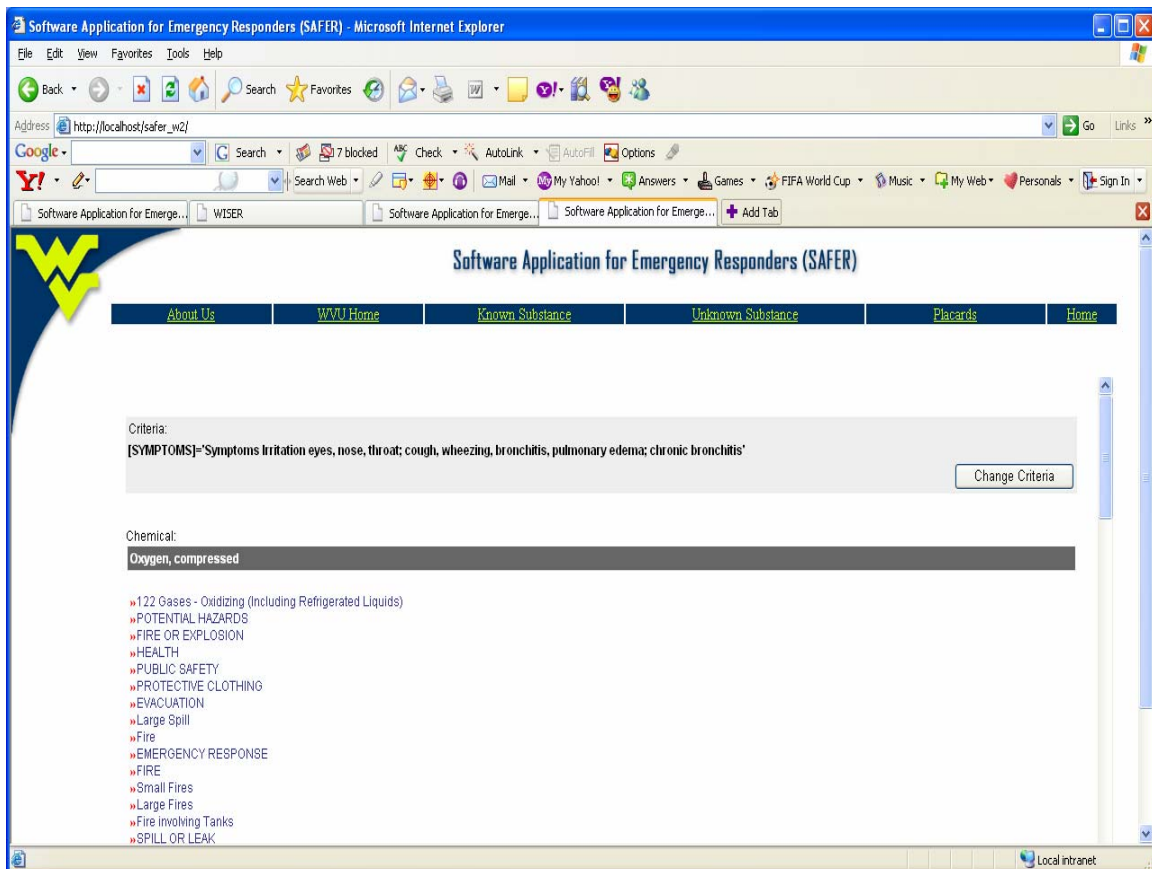 Software Application for Emergency Responders (SAFER) - Microsoft Internet Explorer
File Edit View Favorites Tools Help
Back Search Favorites
Address http://localhost/safer_w2/ Go Links »
Google Search 7 blocked ABC Check AutoLink AutoFill Options
Y! Search Web Mail My Yahoo! Answers Games FIFA World Cup Music My Web Personals Sign In
Software Application for Emerge... WISER Software Application for Emerge... Software Application for Emerge... Add Tab
Software Application for Emergency Responders (SAFER)
About Us WVU Home Known Substance Unknown Substance Placards Home
Criteria:
[SYMPTOMS]='Symptoms Irritation eyes, nose, throat; cough, wheezing, bronchitis, pulmonary edema; chronic bronchitis'
Change Criteria
Chemical:
Oxygen, compressed
»122 Gases - Oxidizing (Including Refrigerated Liquids)
»POTENTIAL HAZARDS
»FIRE OR EXPLOSION
»HEALTH
»PUBLIC SAFETY
»PROTECTIVE CLOTHING
»EVACUATION
»Large Spill
»Fire
»EMERGENCY RESPONSE
»FIRE
»Small Fires
»Large Fires
»Fire involving Tanks
»SPILL OR LEAK
Local intranet